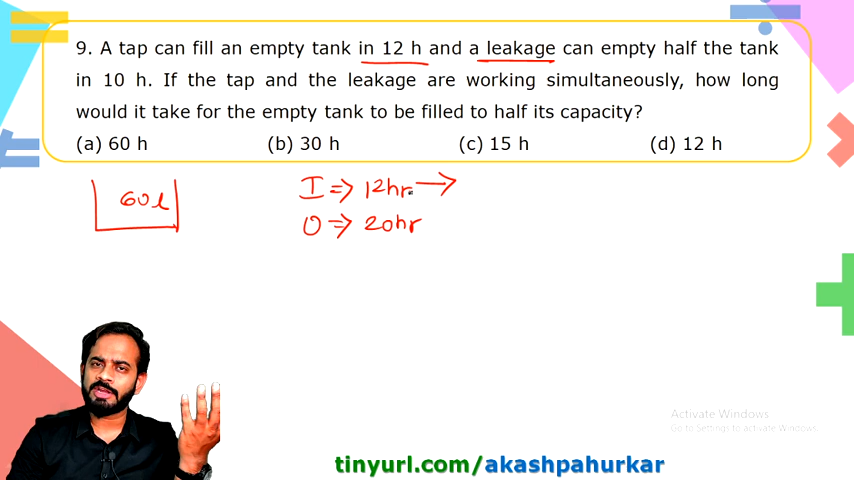 9. A tap can fill an empty tank in 12 h and a leakage can empty half the tank
in 10 h. If the tap and the leakage are working simultaneously, how long
would it take for the empty tank to be filled to half its capacity?
(a) 60 h (b) 30 h (c) 15 h (d) 12 h
60l
I => 12hr →
O => 20hr
Activate Windows
Go to Settings to activate Windows.
tinyurl.com/akashpahurkar